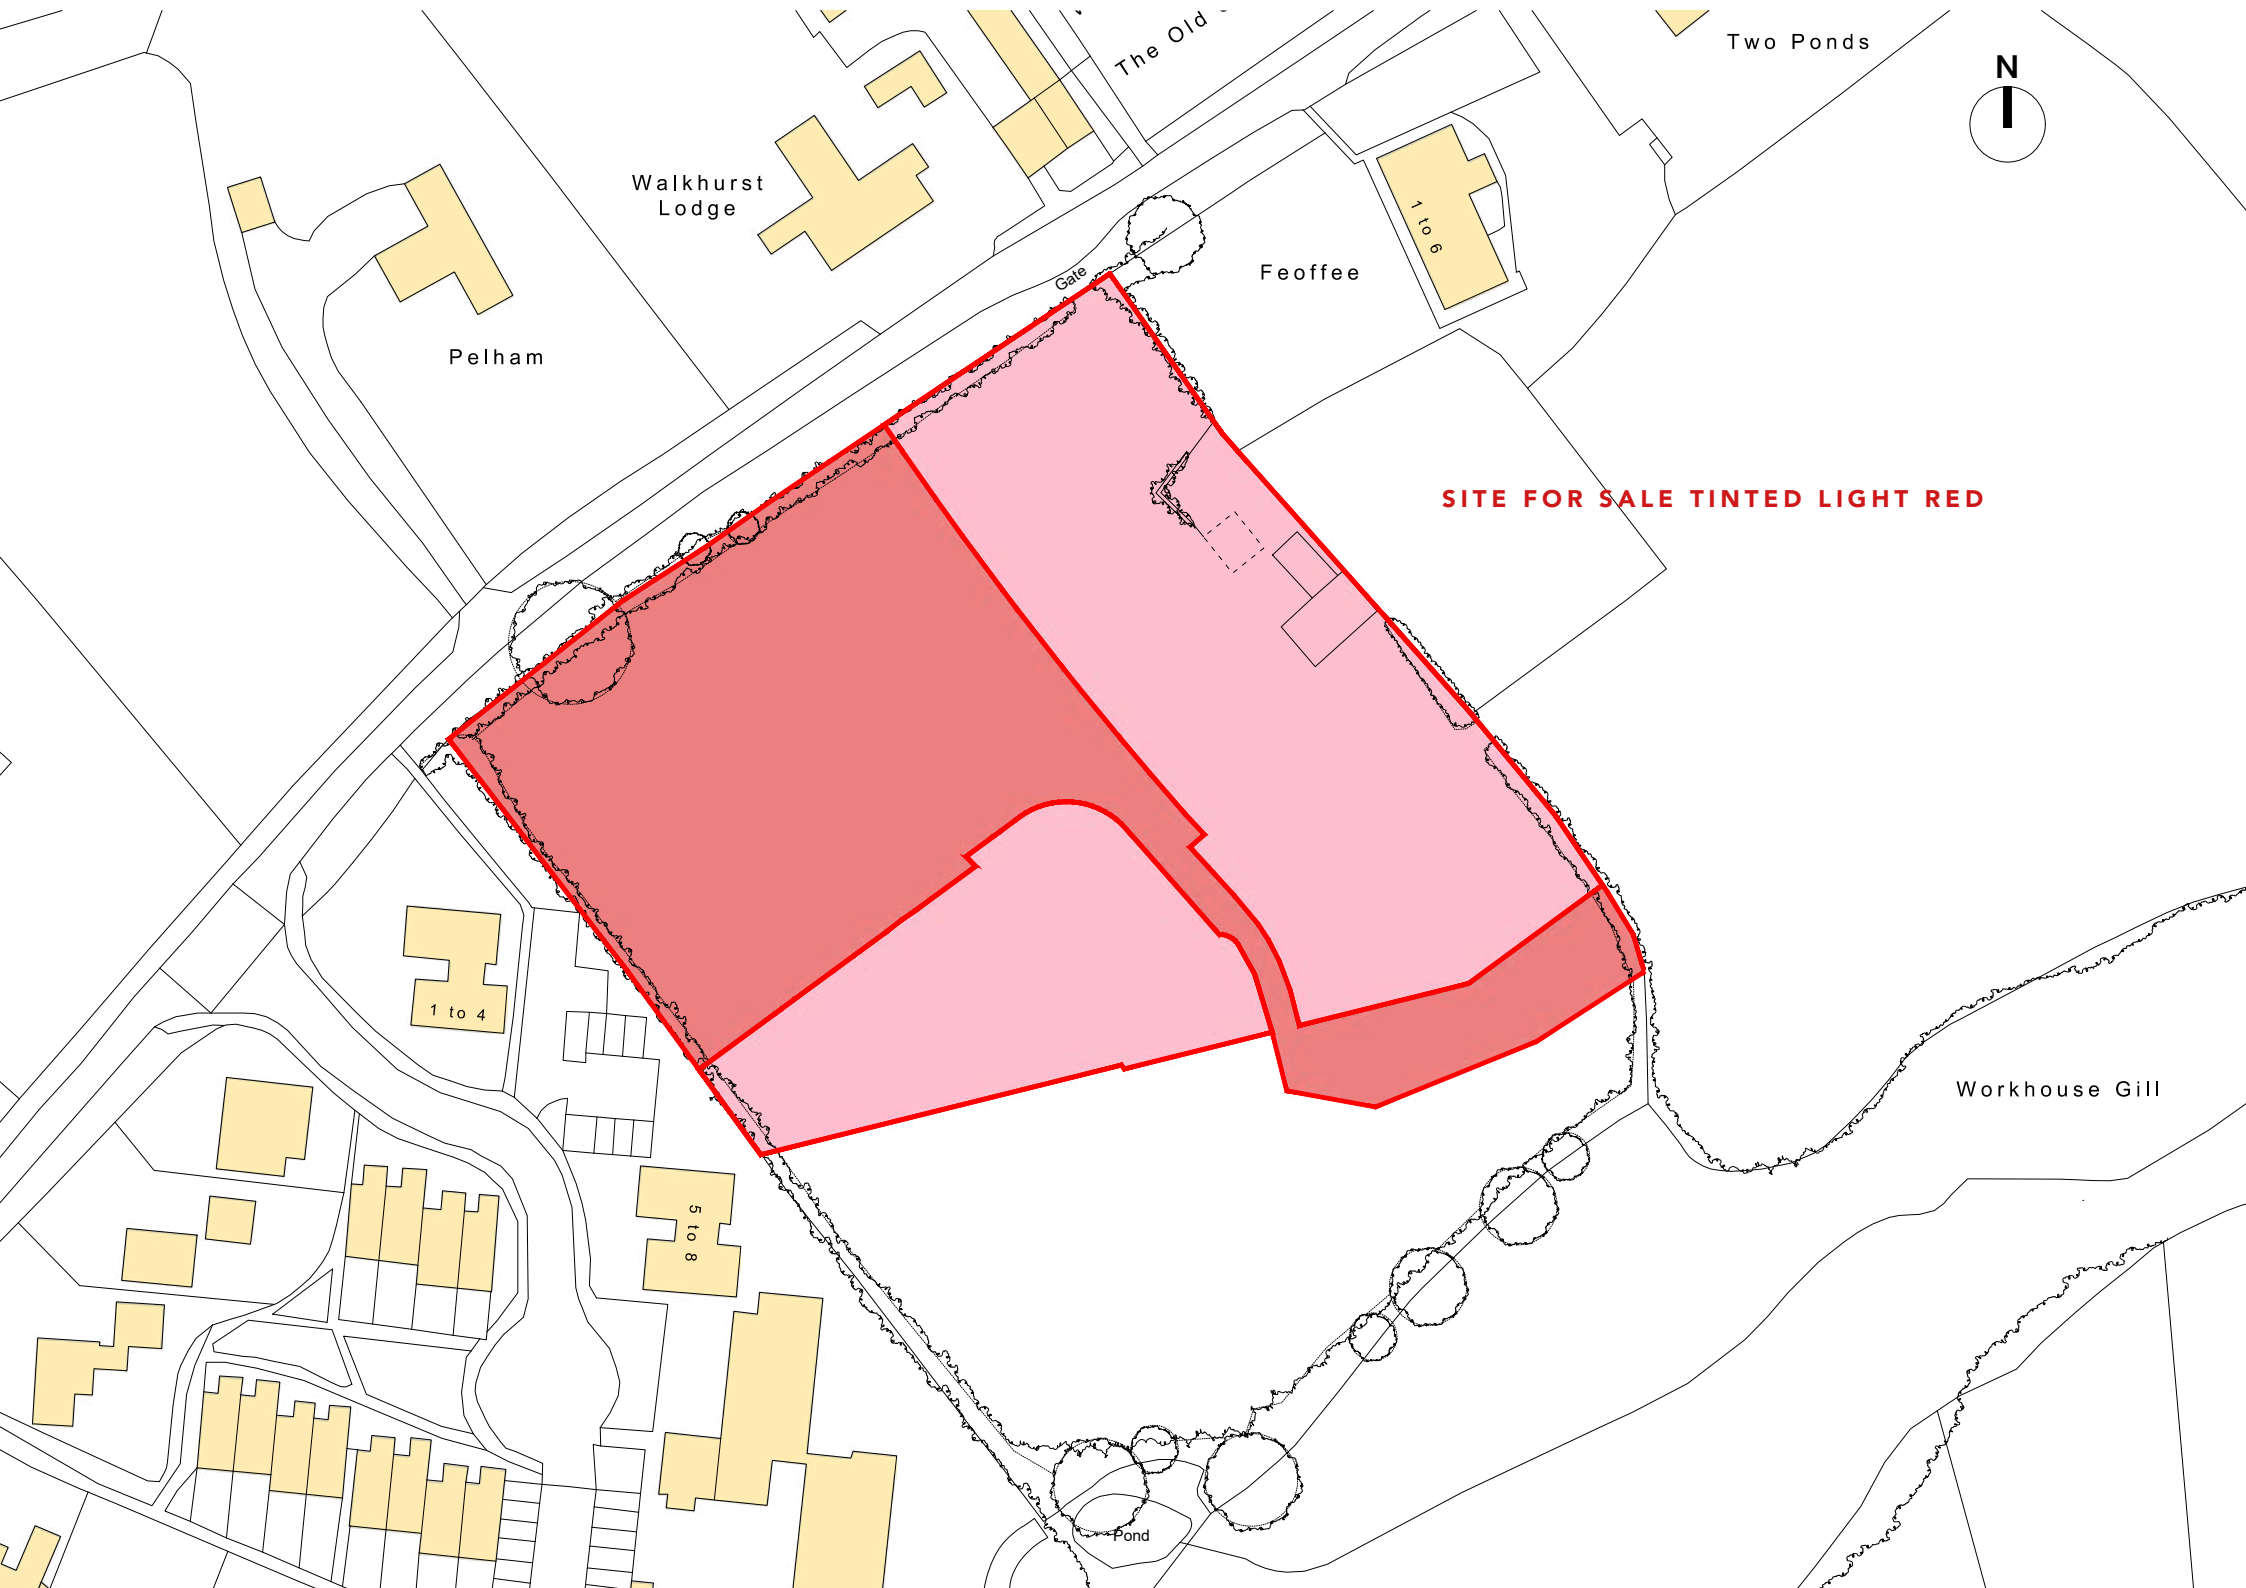 The Old
Two Ponds
N
Walkhurst
Lodge
1 to 6
Gate
Feoffee
Pelham
SITE FOR SALE TINTED LIGHT RED
1 to 4
Workhouse Gill
5 to 8
Pond